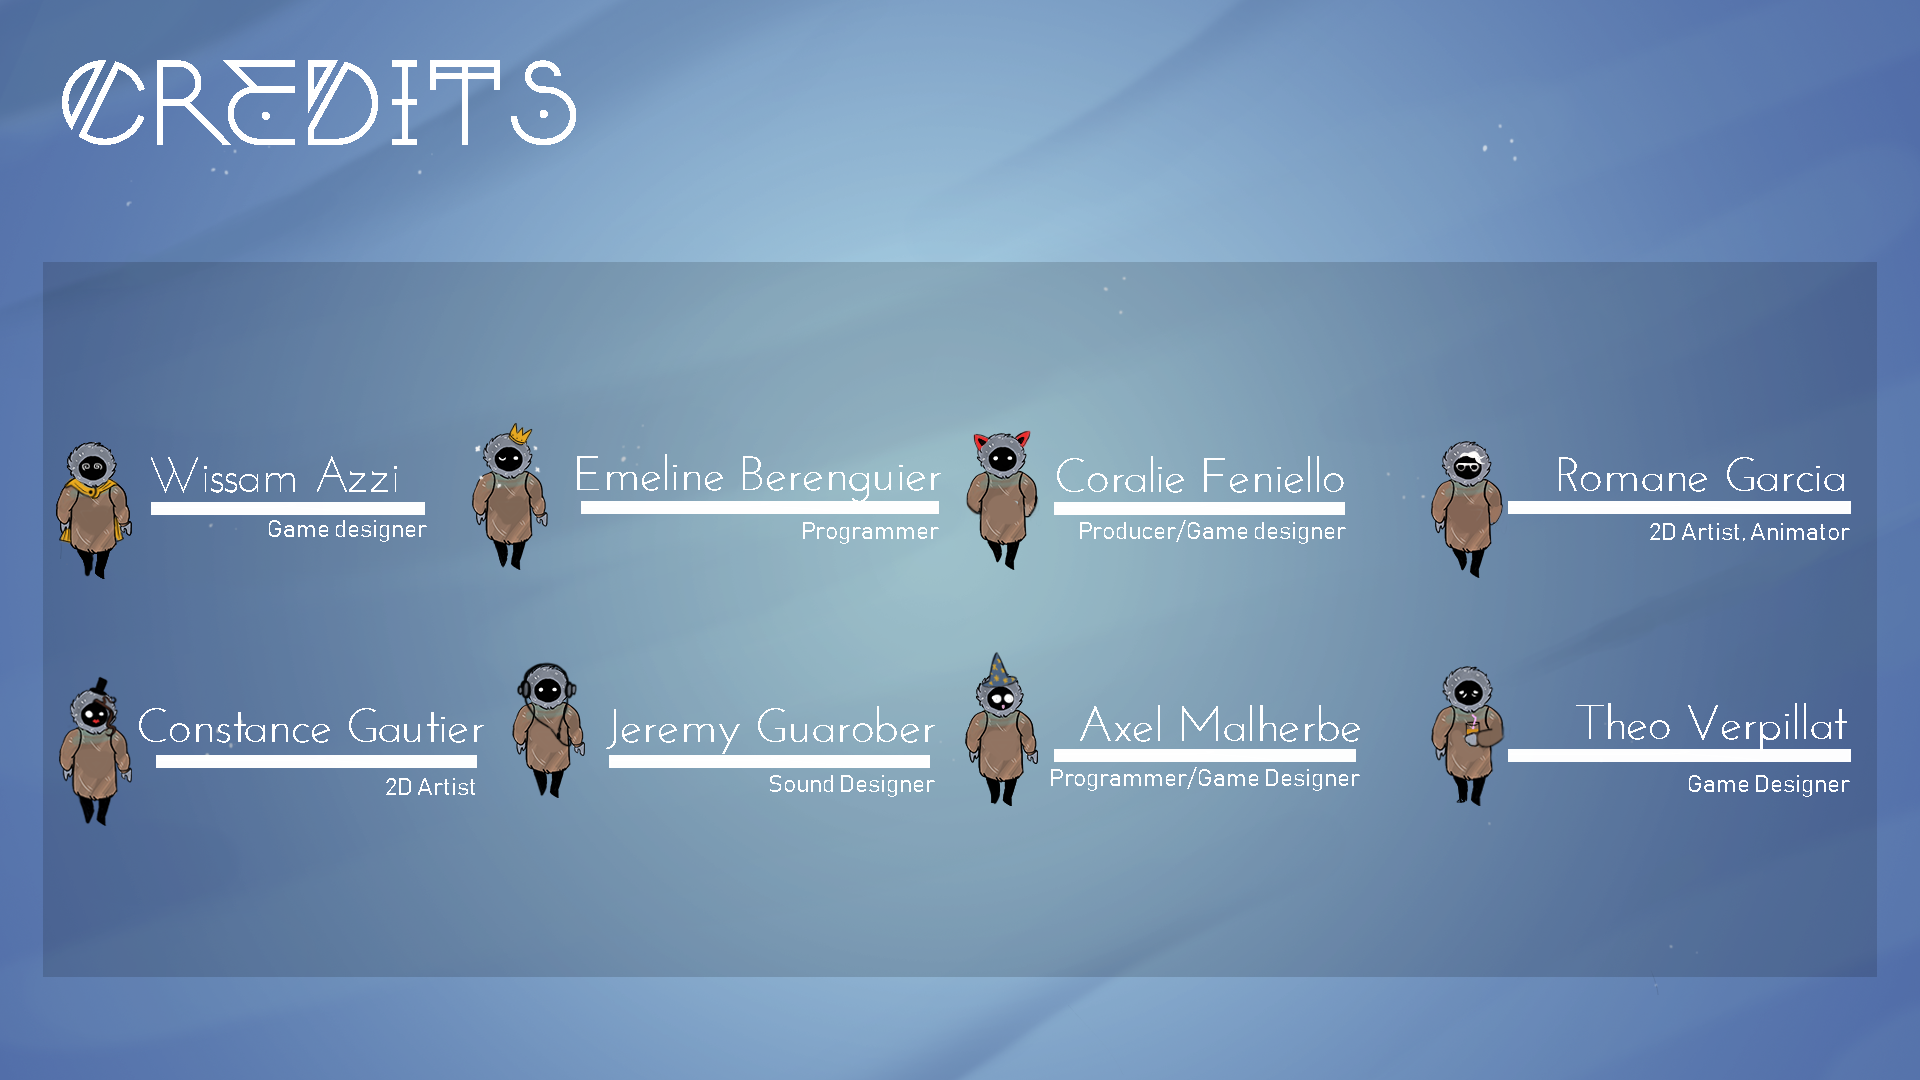 CREDITS
Wissam Azzi
Game designer
Emeline Berenguier
Programmer
Coralie Feniello
Producer/Game designer
Romane Garcia
2D Artist, Animator
Constance Gautier
2D Artist
Jeremy Guarober
Sound Designer
Axel Malherbe
Programmer/Game Designer
Theo Verpillat
Game Designer